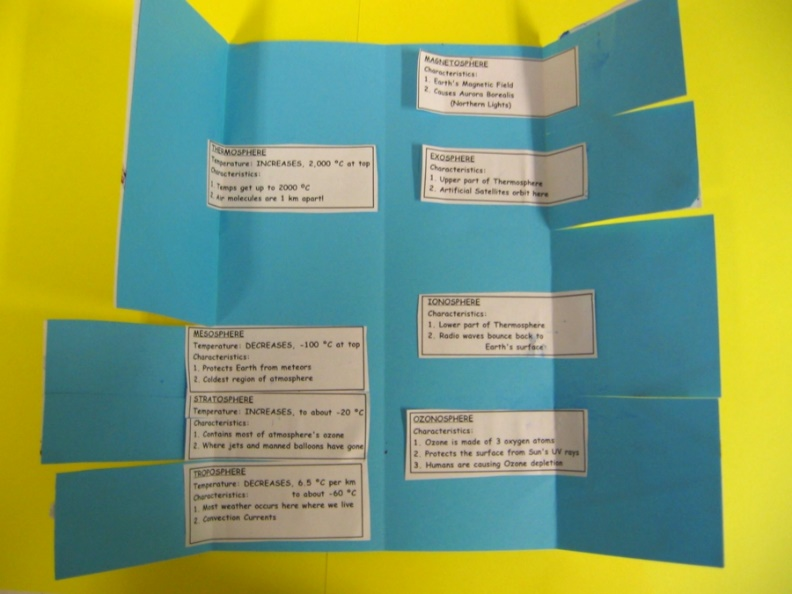 THERMOSPHERE
Temperature: INCREASES, 2,000 °C at top
Characteristics:
1. Temps get up to 2000 °C
2. Air molecules are 1 km apart!
MESOSPHERE
Temperature: DECREASES, -100 °C at top
Characteristics:
1. Protects Earth from meteors
2. Coldest region of atmosphere
STRATOSPHERE
Temperature: INCREASES, to about -20 °C
Characteristics:
1. Contains most of atmosphere's ozone
2. Where jets and manned balloons have gone
TROPOSPHERE
Temperature: DECREASES, 6.5 °C per km
Characteristics: to about -60 °C
1. Most weather occurs here where we live
2. Convection Currents
MAGNETOSPHERE
Characteristics:
1. Earth's Magnetic Field
2. Causes Aurora Borealis
(Northern Lights)
EXOSPHERE
Characteristics:
1. Upper part of Thermosphere
2. Artificial Satellites orbit here
IONOSPHERE
Characteristics:
1. Lower part of Thermosphere
2. Radio waves bounce back to
Earth's surface
OZONOSPHERE
Characteristics:
1. Ozone is made of 3 oxygen atoms
2. Protects the surface from Sun's UV rays
3. Humans are causing Ozone depletion